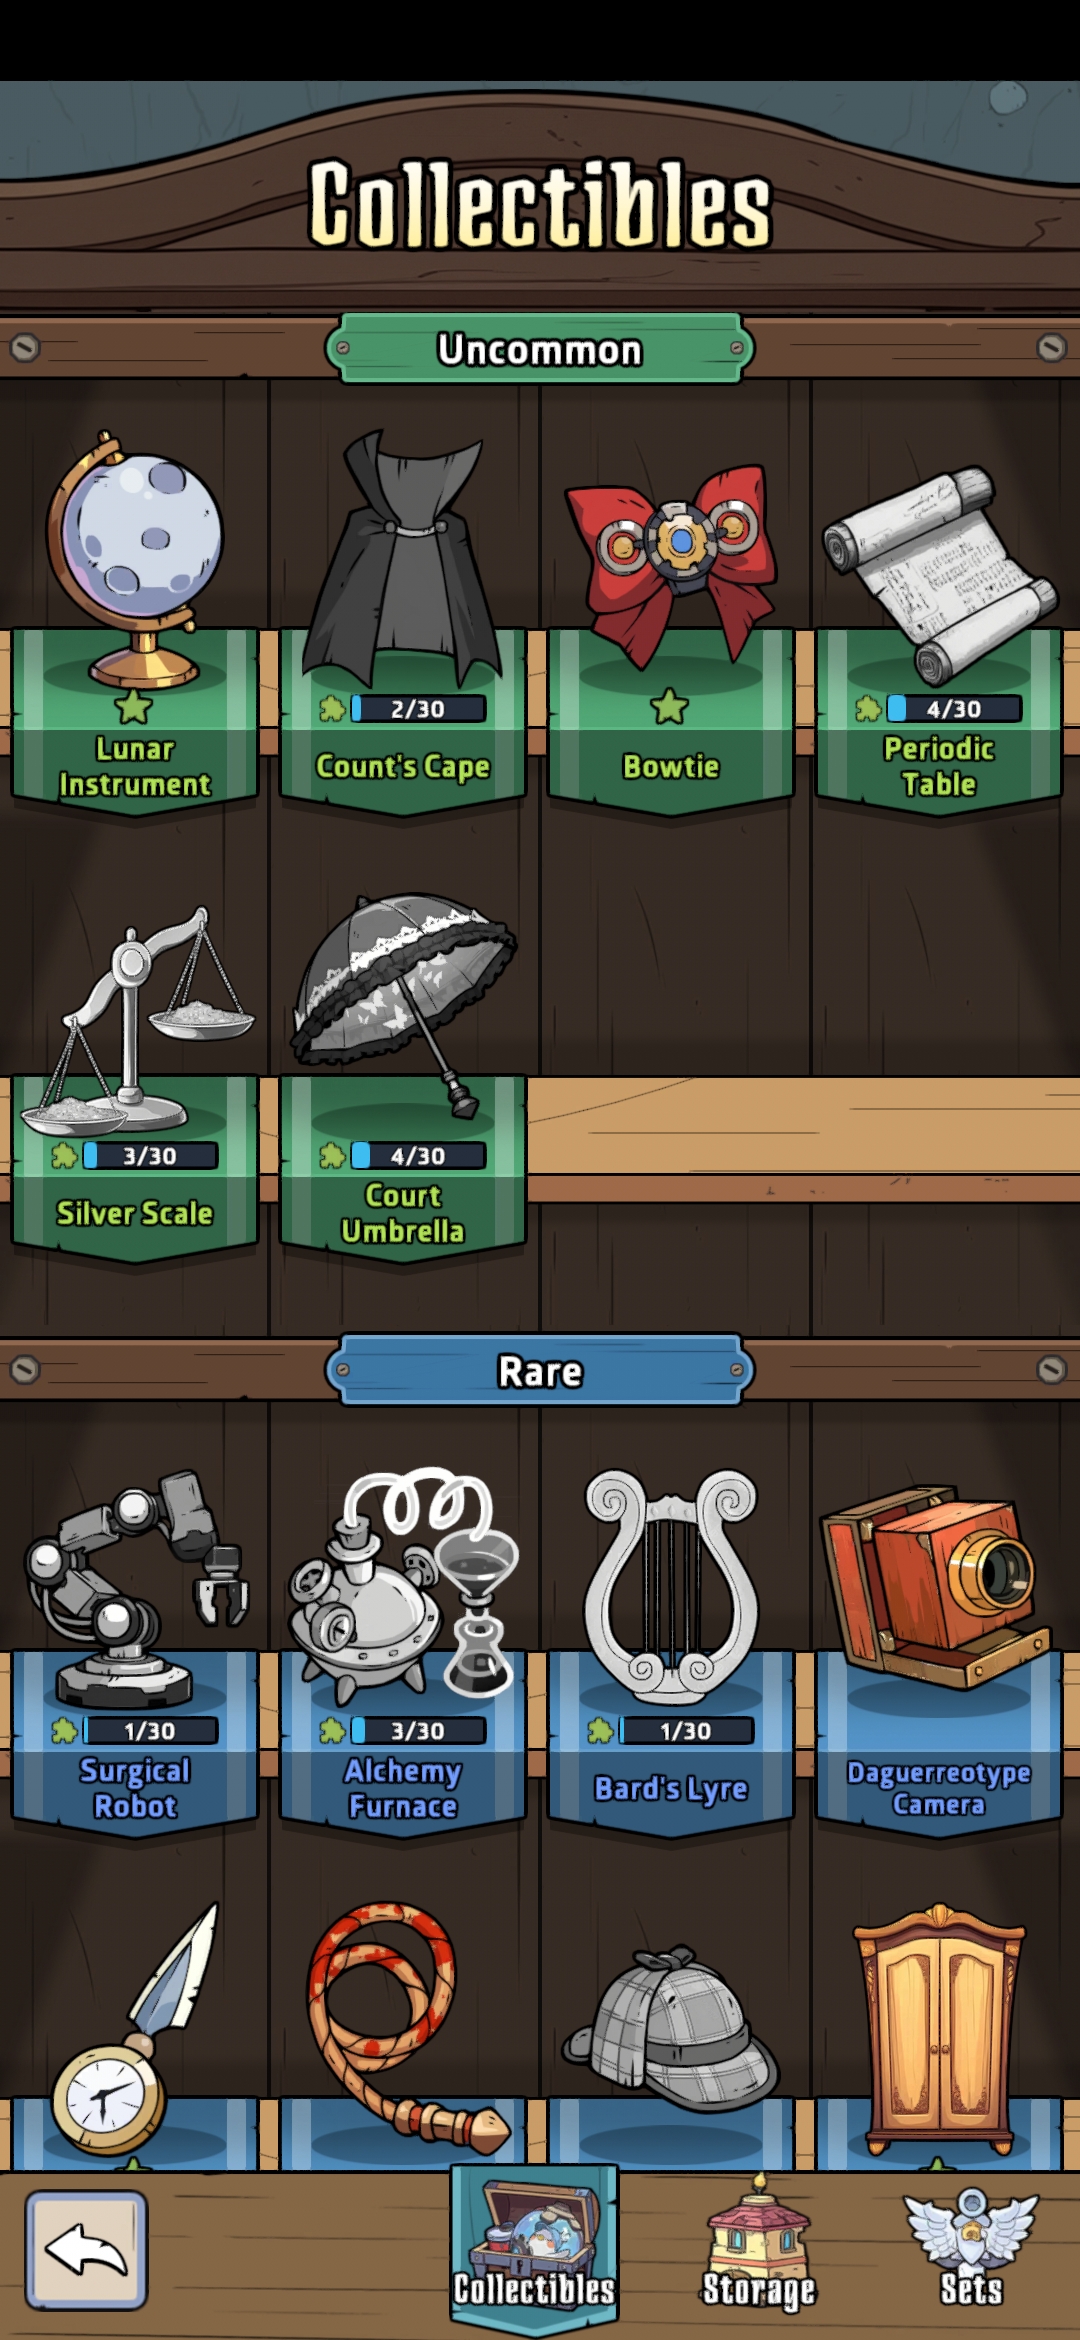 Collectibles
Uncommon
Lunar
Instrument
2/30
Count's Cape
Bowtie
4/30
Periodic
Table
3/30
Silver Scale
4/30
Court
Umbrella
Rare
1/30
Surgical
Robot
3/30
Alchemy
Furnace
1/30
Bard's Lyre
Daguerreotype
Camera
Collectibles
Storage
Sets